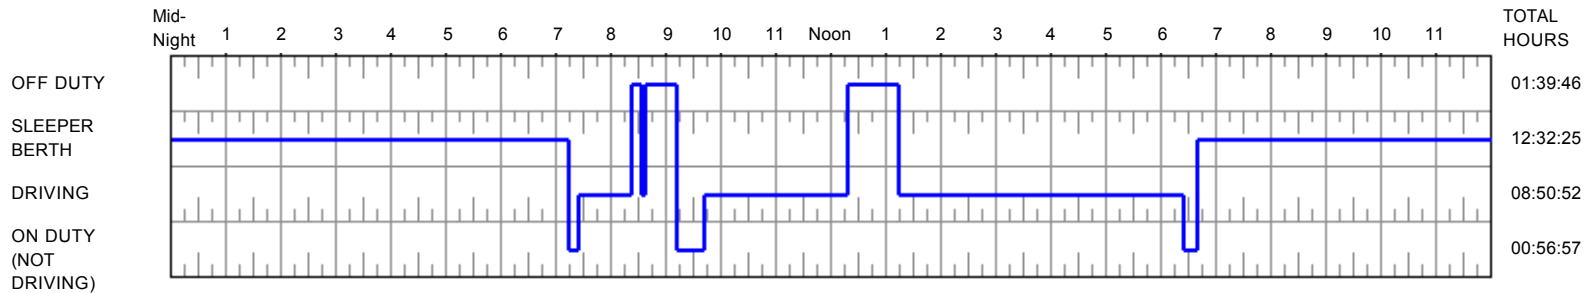 Mid-
Night 1 2 3 4 5 6 7 8 9 10 11 Noon 1 2 3 4 5 6 7 8 9 10 11
TOTAL
HOURS
OFF DUTY 01:39:46
SLEEPER
BERTH 12:32:25
DRIVING 08:50:52
ON DUTY
(NOT
DRIVING) 00:56:57